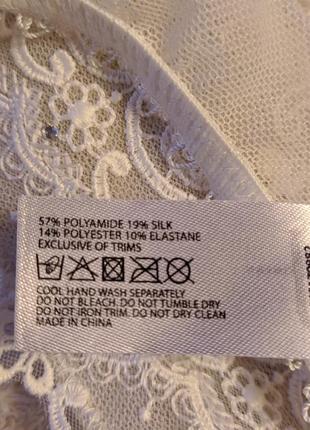 57% POLYAMIDE 19% SILK
14% POLYESTER 10% ELASTANE
EXCLUSIVE OF TRIMS
COOL HAND WASH SEPARATELY
DO NOT BLEACH. DO NOT TUMBLE DRY
DO NOT IRON TRIM. DO NOT DRY CLEAN
MADE IN CHINA